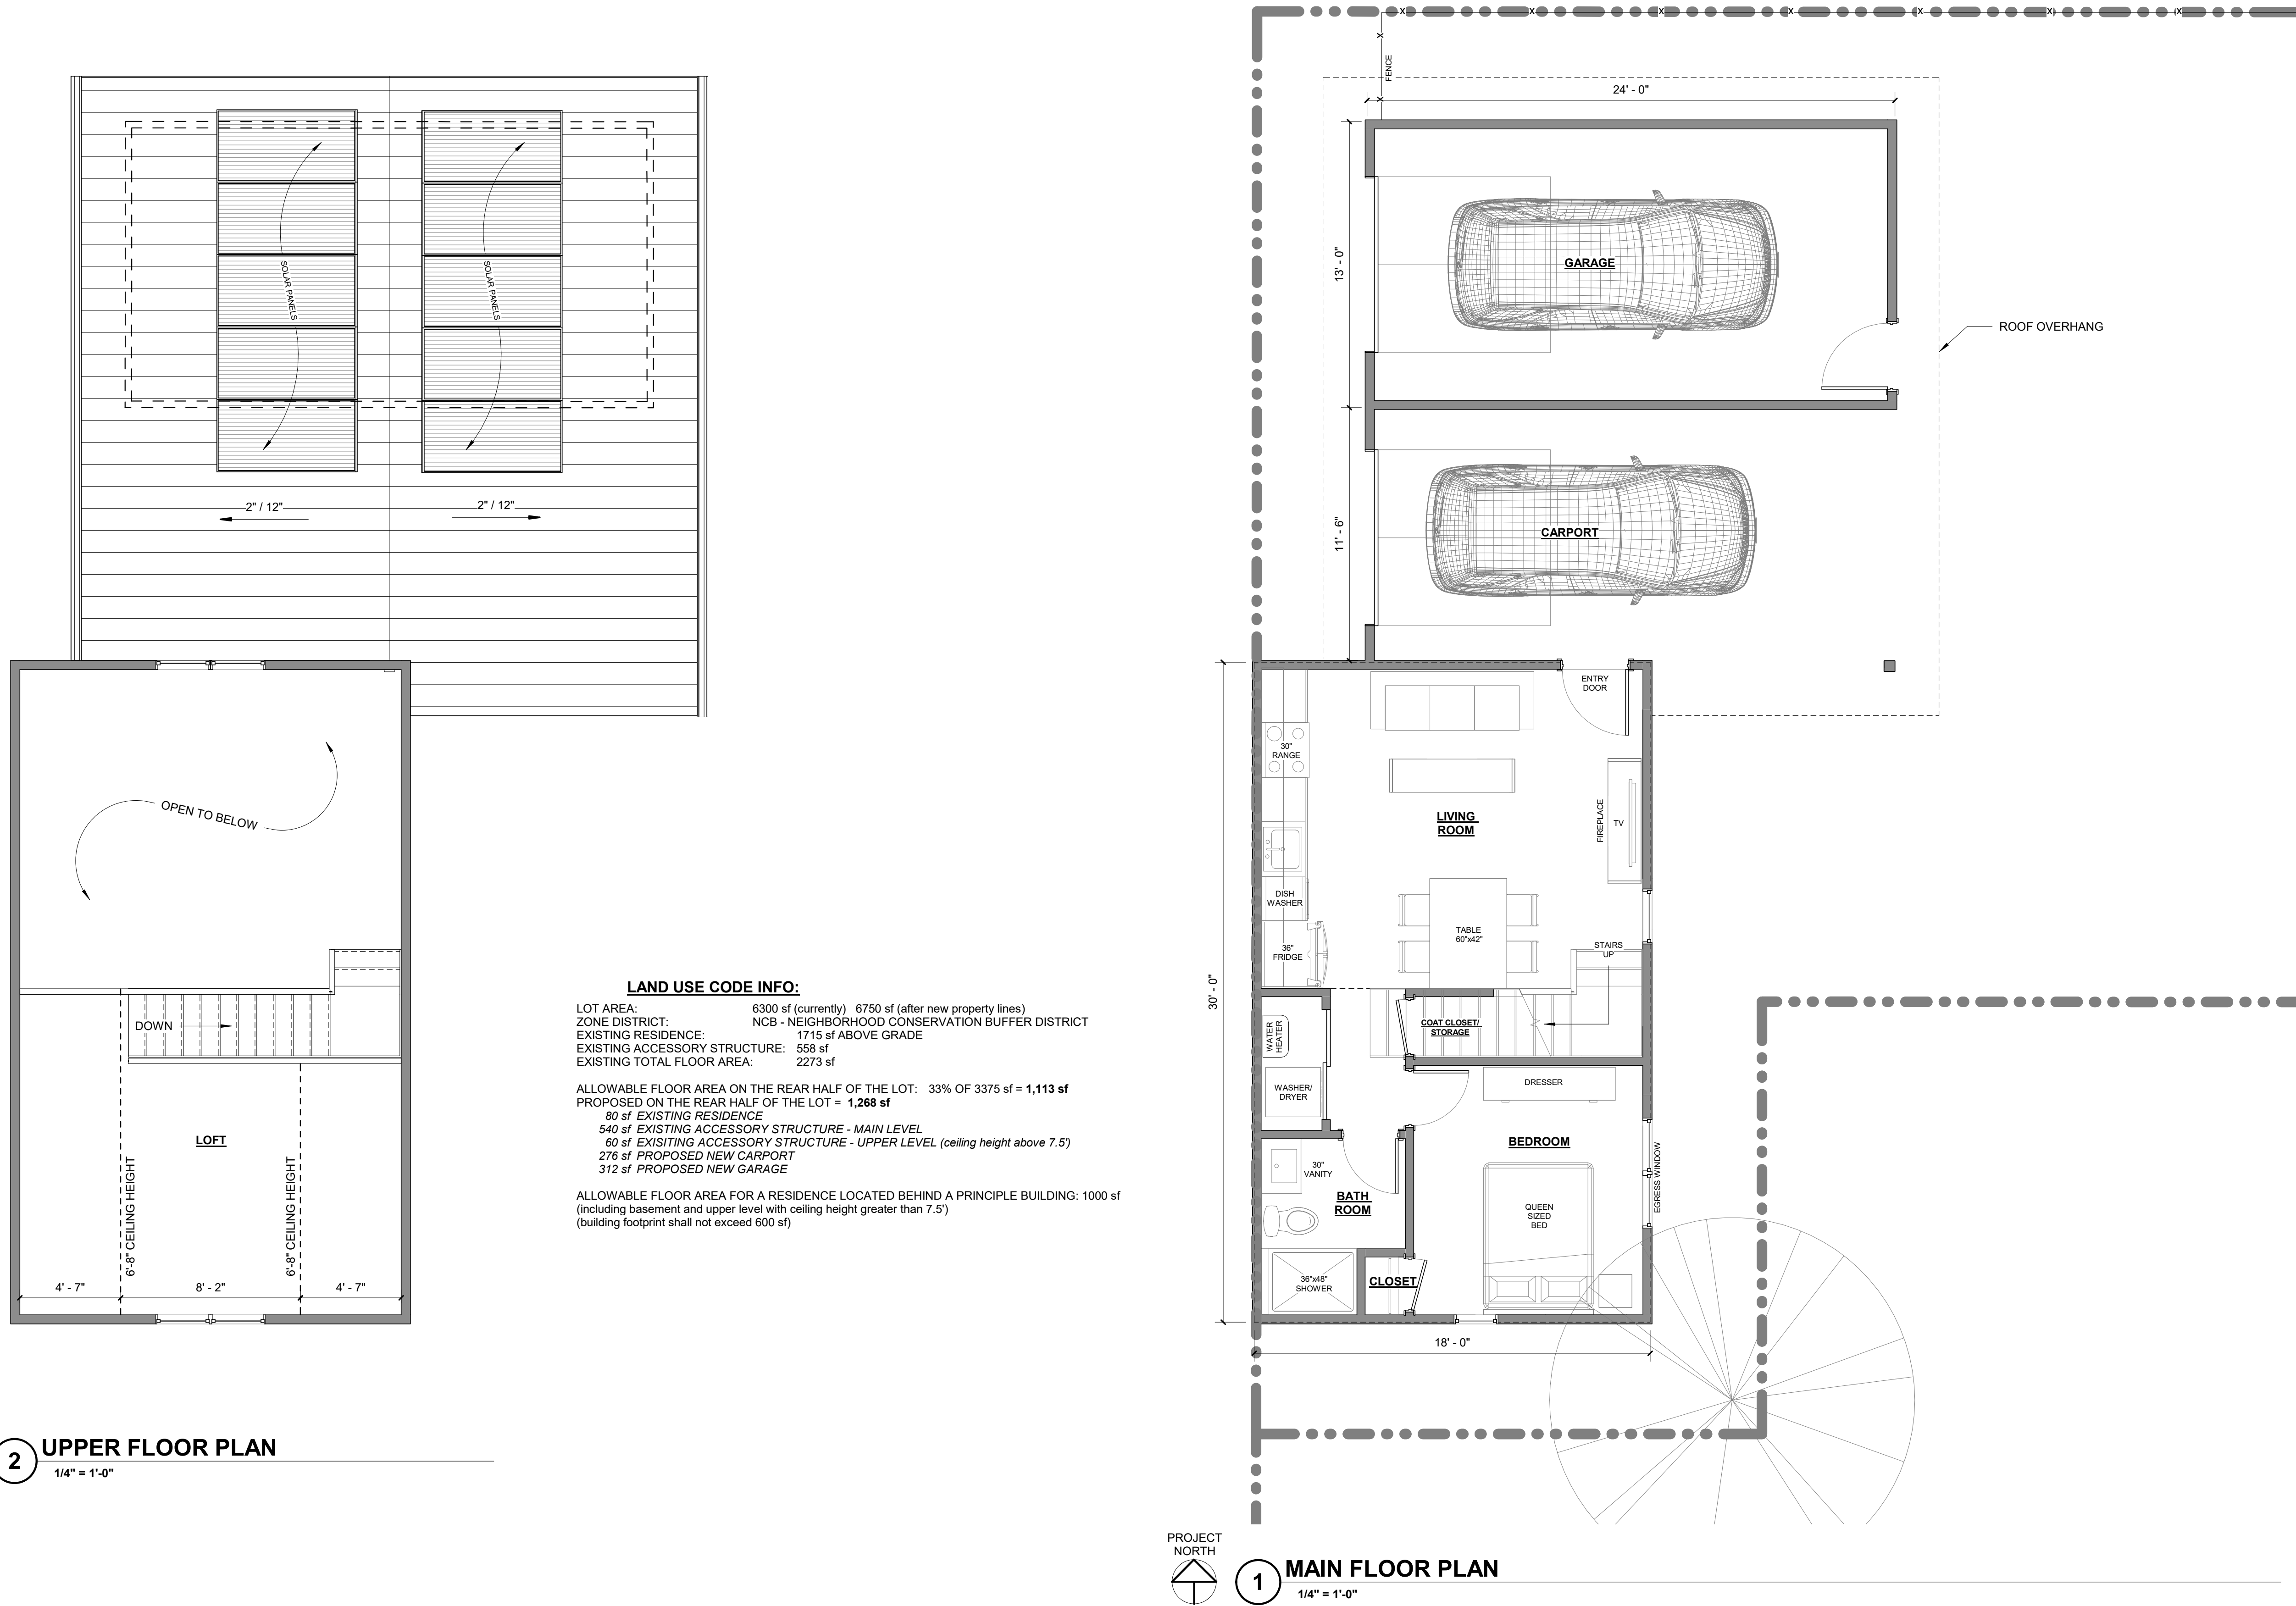 SOLAR PANELS
SOLAR PANELS
2" / 12"
2" / 12"
OPEN TO BELOW
DOWN
LOFT
6'-8" CEILING HEIGHT
6'-8" CEILING HEIGHT
4' - 7"
8' - 2"
4' - 7"
2
UPPER FLOOR PLAN
1/4" = 1'-0"
LAND USE CODE INFO:
LOT AREA: 6300 sf (currently) 6750 sf (after new property lines)
ZONE DISTRICT: NCB - NEIGHBORHOOD CONSERVATION BUFFER DISTRICT
EXISTING RESIDENCE: 1715 sf ABOVE GRADE
EXISTING ACCESSORY STRUCTURE: 558 sf
EXISTING TOTAL FLOOR AREA: 2273 sf
ALLOWABLE FLOOR AREA ON THE REAR HALF OF THE LOT: 33% OF 3375 sf = 1,113 sf
PROPOSED ON THE REAR HALF OF THE LOT = 1,268 sf
80 sf EXISTING RESIDENCE
540 sf EXISTING ACCESSORY STRUCTURE - MAIN LEVEL
60 sf EXISITING ACCESSORY STRUCTURE - UPPER LEVEL (ceiling height above 7.5')
276 sf PROPOSED NEW CARPORT
312 sf PROPOSED NEW GARAGE
ALLOWABLE FLOOR AREA FOR A RESIDENCE LOCATED BEHIND A PRINCIPLE BUILDING: 1000 sf
(including basement and upper level with ceiling height greater than 7.5')
(building footprint shall not exceed 600 sf)
X X X X X X X
X
FENCE
X
24' - 0"
13' - 0"
GARAGE
ROOF OVERHANG
11' - 6"
CARPORT
ENTRY
DOOR
30"
RANGE
LIVING
ROOM
FIREPLACE
TV
DISH
WASHER
TABLE
60"x42"
36"
FRIDGE
STAIRS
UP
30' - 0"
WATER
HEATER
COAT CLOSET/
STORAGE
WASHER/
DRYER
DRESSER
BEDROOM
EGRESS WINDOW
30"
VANITY
BATH
ROOM
QUEEN
SIZED
BED
36"x48"
SHOWER
CLOSET
18' - 0"
PROJECT
NORTH
1
MAIN FLOOR PLAN
1/4" = 1'-0"